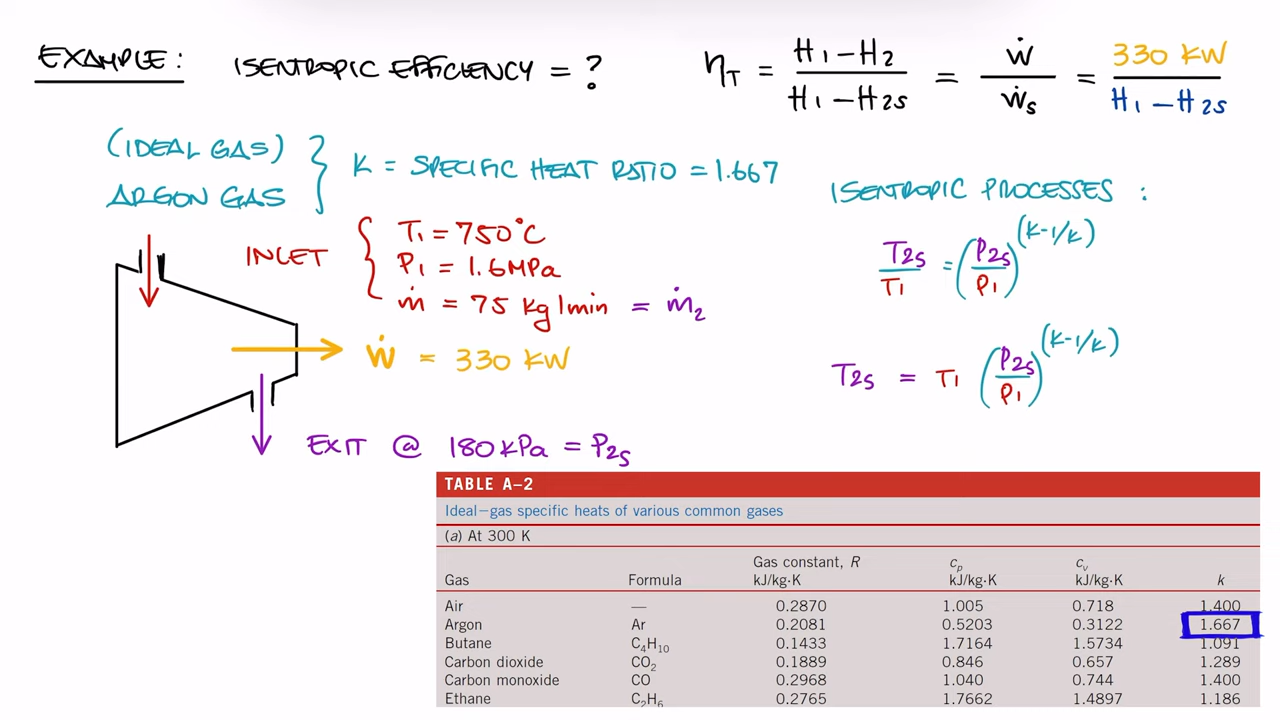 EXAMPLE: ISENTROPIC EFFICIENCY = ? ηT = H1-H2 / H1-H2s = Ẇ / Ẇs = 330 KW / H1-H2s
(IDEAL GAS)
ARGON GAS
K = SPECIFIC HEAT RATIO = 1.667
ISENTROPIC PROCESSES :
INLET
T1 = 750°C
P1 = 1.6MPa
ṁ = 75 kg/min = ṁ2
T2s/T1 = (P2s/P1)^(K-1/K)
Ẇ = 330 KW
T2s = T1 (P2s/P1)^(K-1/K)
EXIT @ 180kPa = P2s
TABLE A–2
Ideal–gas specific heats of various common gases
(a) At 300 K
Gas Formula Gas constant, R kJ/kg·K cp kJ/kg·K cv kJ/kg·K k
Air — 0.2870 1.005 0.718 1.400
Argon Ar 0.2081 0.5203 0.3122 1.667
Butane C4H10 0.1433 1.7164 1.5734 1.091
Carbon dioxide CO2 0.1889 0.846 0.657 1.289
Carbon monoxide CO 0.2968 1.040 0.744 1.400
Ethane C2H6 0.2765 1.7662 1.4897 1.186